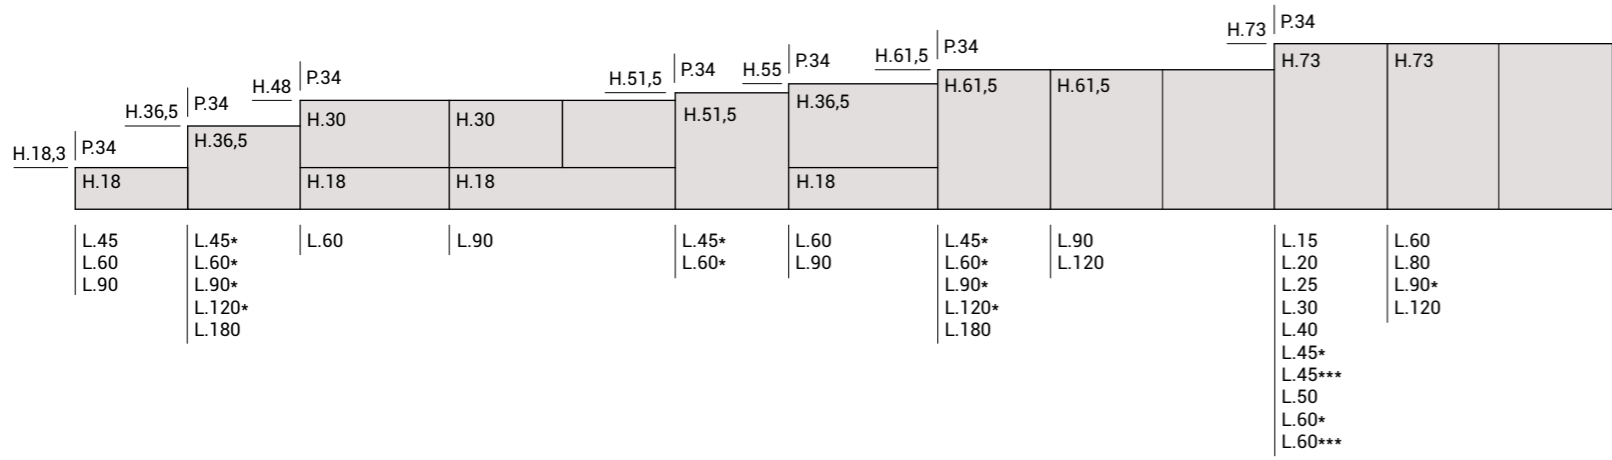 H.18,3
P.34
H.18
L.45
L.60
L.90
H.36,5
P.34
H.36,5
L.45*
L.60*
L.90*
L.120*
L.180
H.48
P.34
H.30
H.18
L.60
H.30
H.18
L.90
H.51,5
P.34
H.51,5
L.45*
L.60*
H.55
P.34
H.36,5
H.18
L.60
L.90
H.61,5
P.34
H.61,5
L.45*
L.60*
L.90*
L.120*
L.180
H.61,5
L.90
L.120
H.73
P.34
H.73
L.15
L.20
L.25
L.30
L.40
L.45*
L.45***
L.50
L.60*
L.60***
H.73
L.60
L.80
L.90*
L.120